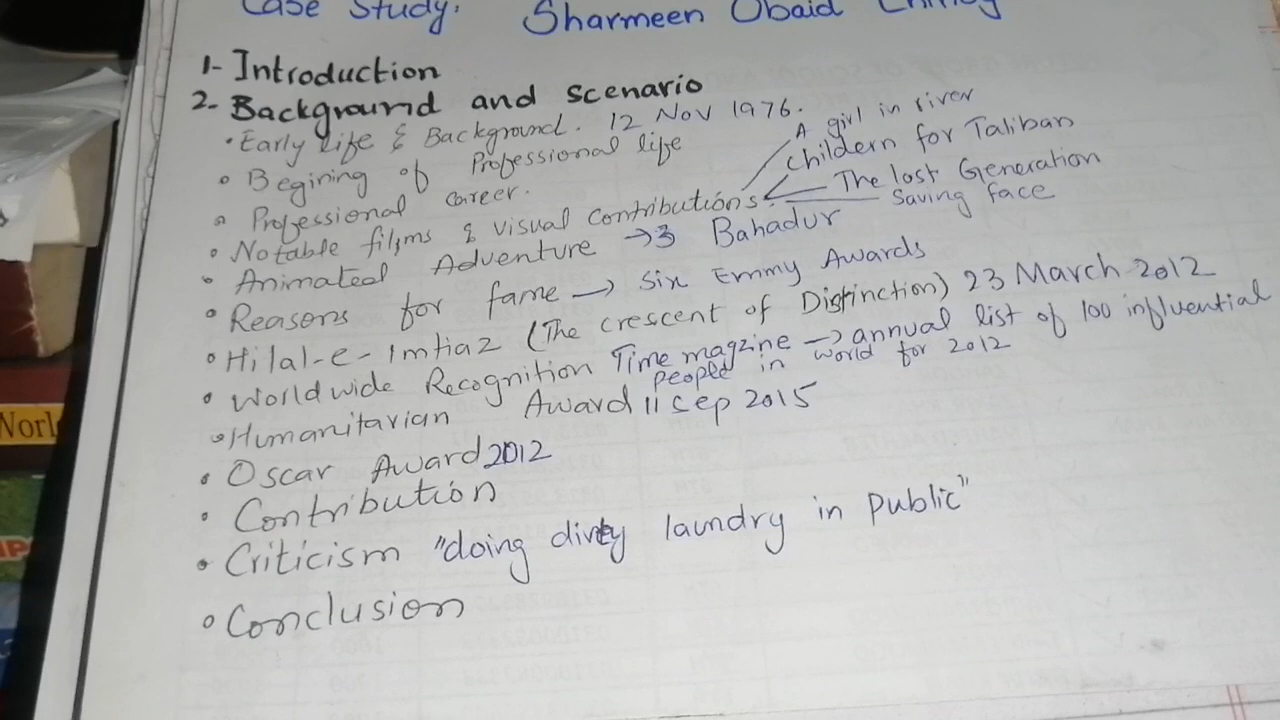 Case Study: Sharmeen Obaid
1- Introduction
2- Background and scenario
• Early Life & Background. 12 Nov 1976.
• Begining of Professional life
• Professional career.
• Notable films & visual contributions
A girl in river
Childern for Taliban
The lost Generation
Saving face
• Animated Adventure → 3 Bahadur
• Reasons for fame → Six Emmy Awards
• Hilal-e-Imtiaz (The crescent of Distinction) 23 March 2012
• Worldwide Recognition Time magzine → annual list of 100 influential
people in world for 2012
• Humanitarian Award 11 Sep 2015
• Oscar Award 2012
• Contribution
• Criticism "doing dirty laundry in public"
• Conclusion